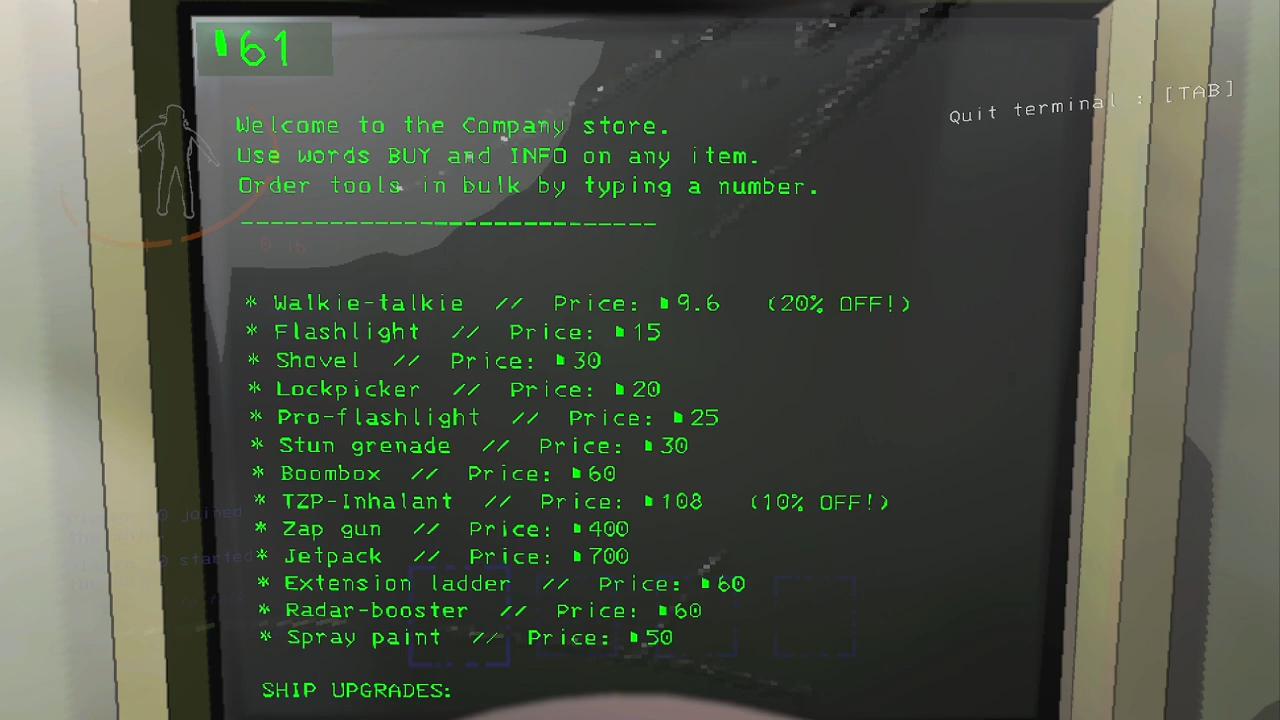 ▮61
Quit terminal : [TAB]
Welcome to the Company store.
Use words BUY and INFO on any item.
Order tools in bulk by typing a number.
----------------------------
0 lb
* Walkie-talkie // Price: ▮9.6 (20% OFF!)
* Flashlight // Price: ▮15
* Shovel // Price: ▮30
* Lockpicker // Price: ▮20
* Pro-flashlight // Price: ▮25
* Stun grenade // Price: ▮30
* Boombox // Price: ▮60
* TZP-Inhalant // Price: ▮108 (10% OFF!)
* Zap gun // Price: ▮400
* Jetpack // Price: ▮700
* Extension ladder // Price: ▮60
* Radar-booster // Price: ▮60
* Spray paint // Price: ▮50
joined
started
SHIP UPGRADES: